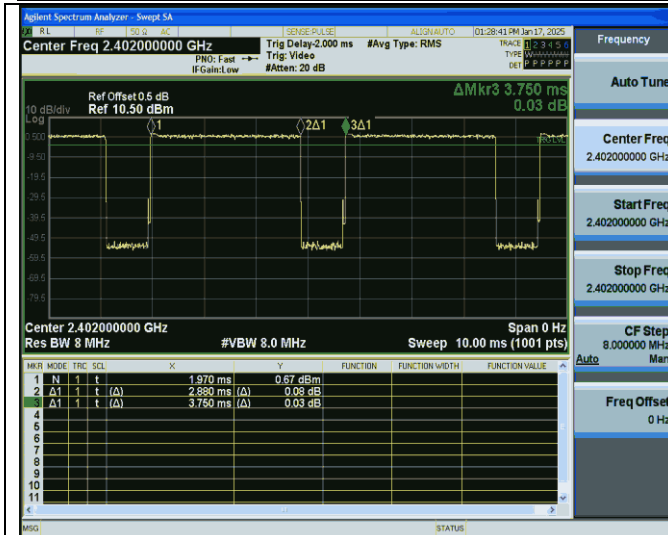 Agilent Spectrum Analyzer - Swept SA
RL RF 50 Ω AC SENSE:PULSE ALIGN AUTO 01:28:41 PM Jan 17, 2025
Center Freq 2.402000000 GHz
PNO: Fast
IFGain:Low
Trig Delay-2.000 ms
Trig: Video
#Atten: 20 dB
#Avg Type: RMS
TRACE 1 2 3 4 5 6
TYPE
DET P P P P P P
ΔMkr3 3.750 ms
0.03 dB
Ref Offset 0.5 dB
10 dB/div Ref 10.50 dBm
Log
1 2Δ1 3Δ1
0.500
-9.50
-19.5
-29.5
-39.5
-49.5
-59.5
-69.5
-79.5
Center 2.402000000 GHz Span 0 Hz
Res BW 8 MHz #VBW 8.0 MHz Sweep 10.00 ms (1001 pts)
MKR MODE TRC SCL X Y FUNCTION FUNCTION WIDTH FUNCTION VALUE
1 N 1 t 1.970 ms 0.67 dBm
2 Δ1 1 t (Δ) 2.880 ms (Δ) 0.08 dB
3 Δ1 1 t (Δ) 3.750 ms (Δ) 0.03 dB
4
5
6
7
8
9
10
11
MSG STATUS
Frequency
Auto Tune
Center Freq
2.402000000 GHz
Start Freq
2.402000000 GHz
Stop Freq
2.402000000 GHz
CF Step
8.000000 MHz
Auto Man
Freq Offset
0 Hz